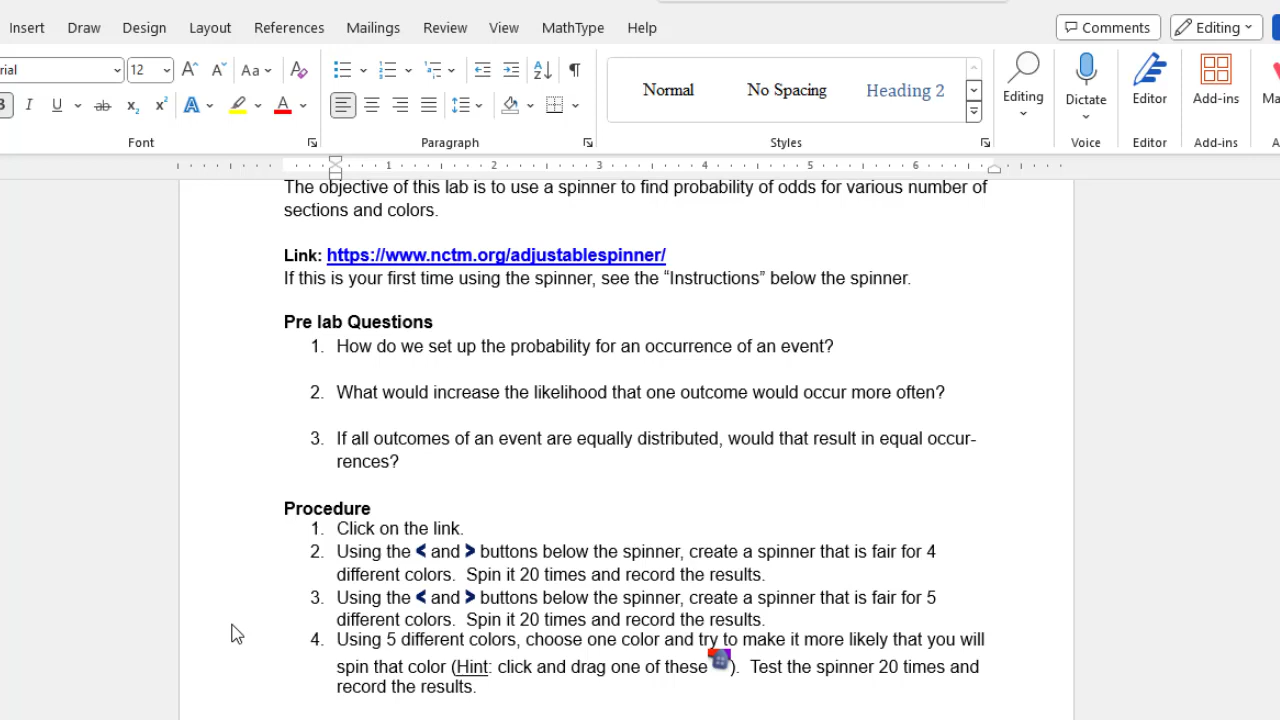 Insert Draw Design Layout References Mailings Review View MathType Help Comments Editing
rial 12 Aa
Normal No Spacing Heading 2
Editing Dictate Editor Add-ins
Font Paragraph Styles Voice Editor Add-ins
1 2 3 4 5 6
The objective of this lab is to use a spinner to find probability of odds for various number of
sections and colors.
Link: https://www.nctm.org/adjustablespinner/
If this is your first time using the spinner, see the “Instructions” below the spinner.
Pre lab Questions
1. How do we set up the probability for an occurrence of an event?
2. What would increase the likelihood that one outcome would occur more often?
3. If all outcomes of an event are equally distributed, would that result in equal occur-
rences?
Procedure
1. Click on the link.
2. Using the < and > buttons below the spinner, create a spinner that is fair for 4
different colors. Spin it 20 times and record the results.
3. Using the < and > buttons below the spinner, create a spinner that is fair for 5
different colors. Spin it 20 times and record the results.
4. Using 5 different colors, choose one color and try to make it more likely that you will
spin that color (Hint: click and drag one of these ). Test the spinner 20 times and
record the results.